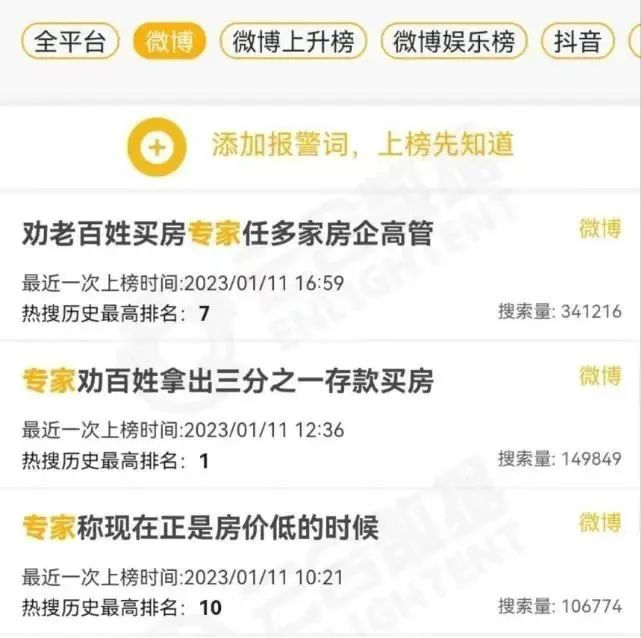 全平台 微博 微博上升榜 微博娱乐榜 抖音
添加报警词，上榜先知道
劝老百姓买房专家任多家房企高管 微博
最近一次上榜时间:2023/01/11 16:59
热搜历史最高排名：7 搜索量: 341216
专家劝百姓拿出三分之一存款买房 微博
最近一次上榜时间:2023/01/11 12:36
热搜历史最高排名：1 搜索量: 149849
专家称现在正是房价低的时候 微博
最近一次上榜时间:2023/01/11 10:21
热搜历史最高排名：10 搜索量: 106774
云合数据
ENLIGHTENT